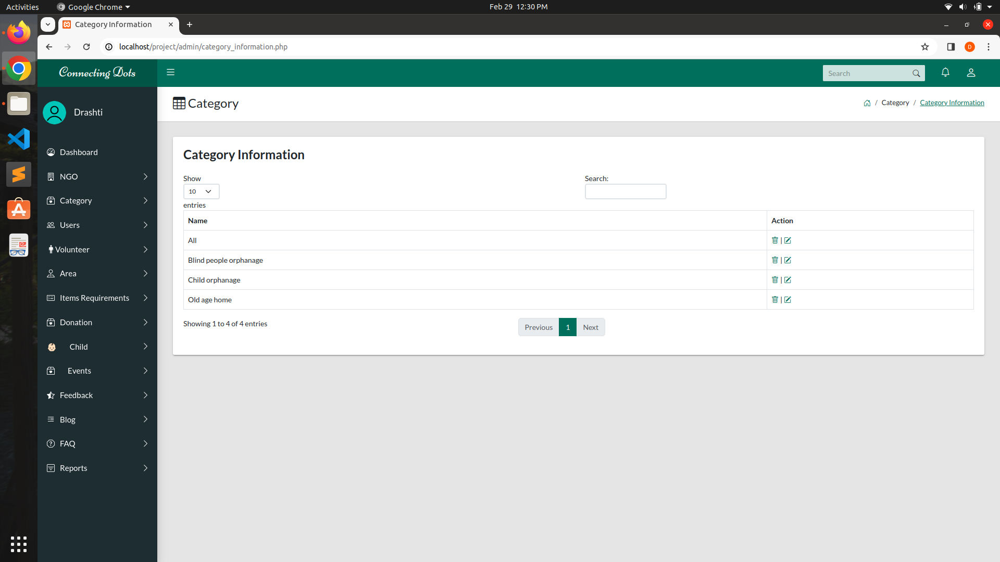 Activities
Google Chrome
Feb 29 12:30 PM
Category Information
localhost/project/admin/category_information.php
D
Connecting Dots
Search
Drashti
Dashboard
NGO
Category
Users
Volunteer
Area
Items Requirements
Donation
Child
Events
Feedback
Blog
FAQ
Reports
Category
/ Category / Category Information
Category Information
Show
10
entries
Search:
Name Action
All |
Blind people orphanage |
Child orphanage |
Old age home |
Showing 1 to 4 of 4 entries
Previous 1 Next